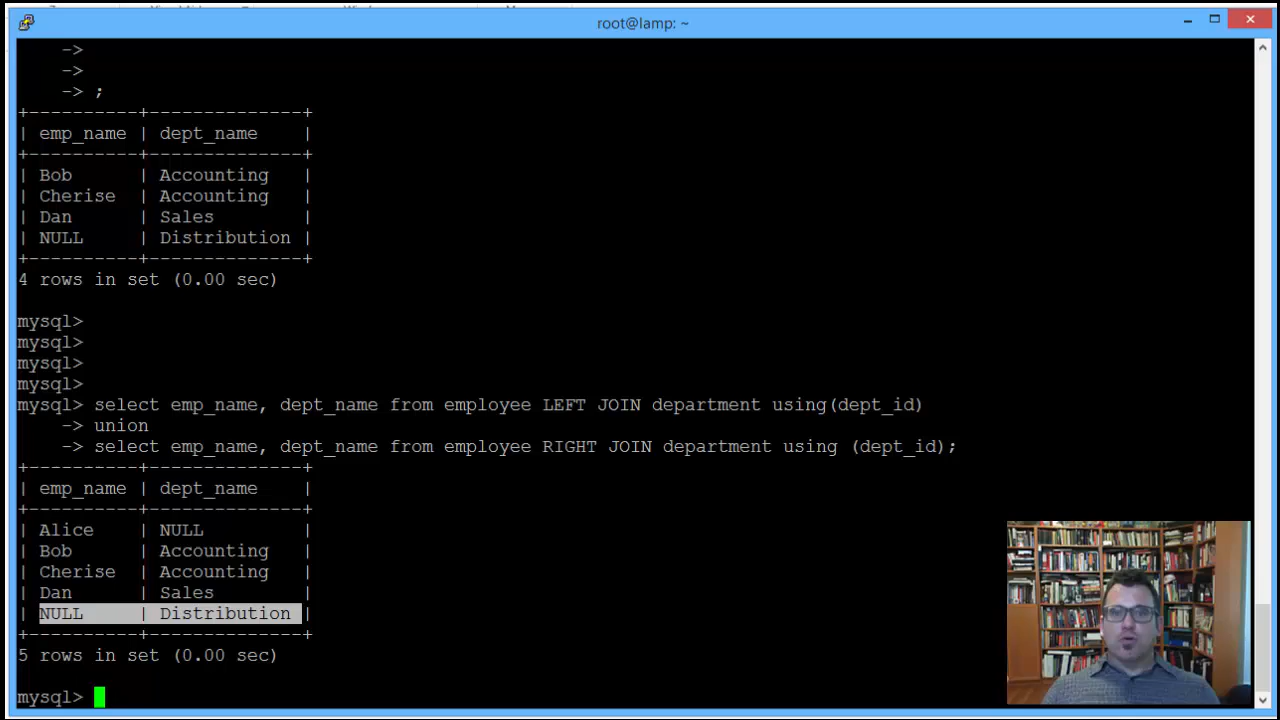 root@lamp: ~
->
->
-> ;
+----------+--------------+
| emp_name | dept_name    |
+----------+--------------+
| Bob      | Accounting   |
| Cherise  | Accounting   |
| Dan      | Sales        |
| NULL     | Distribution |
+----------+--------------+
4 rows in set (0.00 sec)
mysql>
mysql>
mysql>
mysql>
mysql> select emp_name, dept_name from employee LEFT JOIN department using(dept_id)
-> union
-> select emp_name, dept_name from employee RIGHT JOIN department using (dept_id);
+----------+--------------+
| emp_name | dept_name    |
+----------+--------------+
| Alice    | NULL         |
| Bob      | Accounting   |
| Cherise  | Accounting   |
| Dan      | Sales        |
| NULL     | Distribution |
+----------+--------------+
5 rows in set (0.00 sec)
mysql>